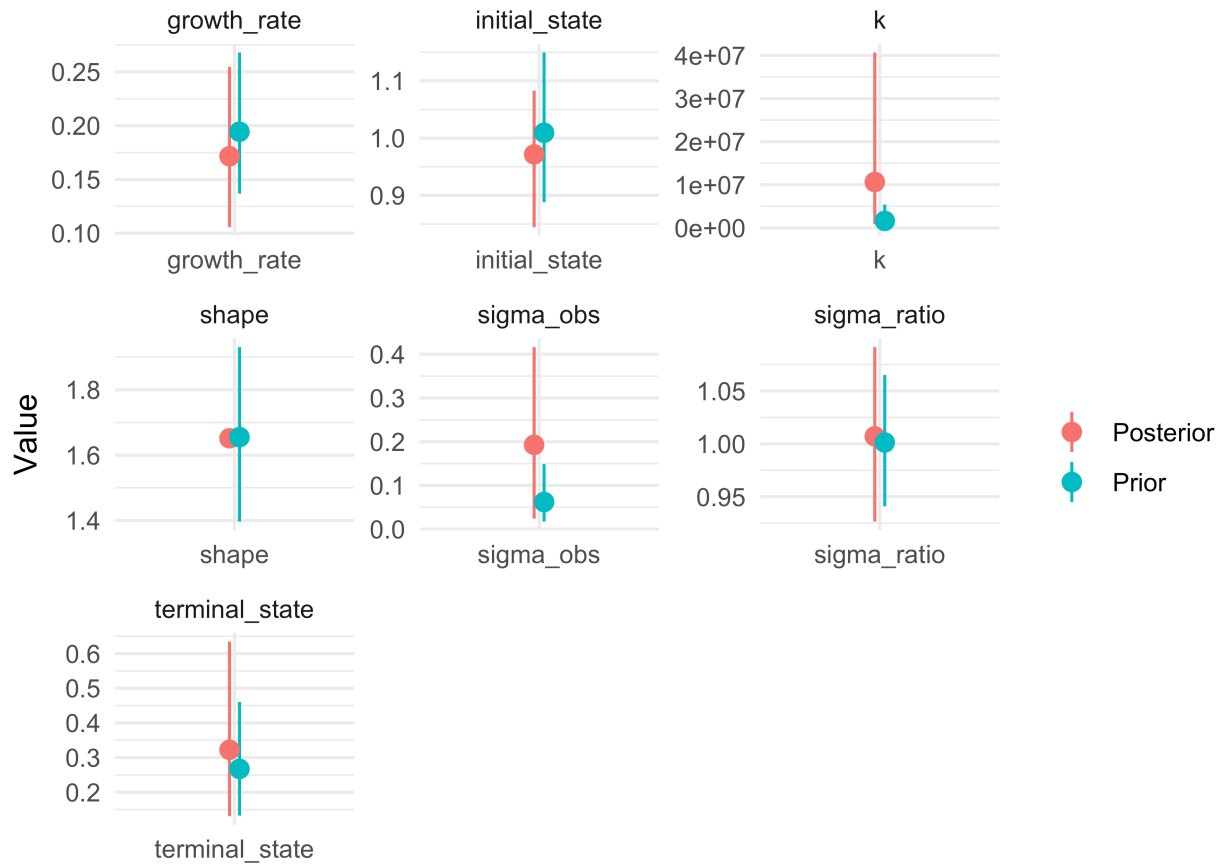 growth_rate
initial_state
k
0.25
0.20
0.15
0.10
growth_rate
1.1
1.0
0.9
initial_state
4e+07
3e+07
2e+07
1e+07
0e+00
k
Value
shape
sigma_obs
sigma_ratio
1.8
1.6
1.4
shape
0.4
0.3
0.2
0.1
0.0
sigma_obs
1.05
1.00
0.95
sigma_ratio
Posterior
Prior
terminal_state
0.6
0.5
0.4
0.3
0.2
terminal_state